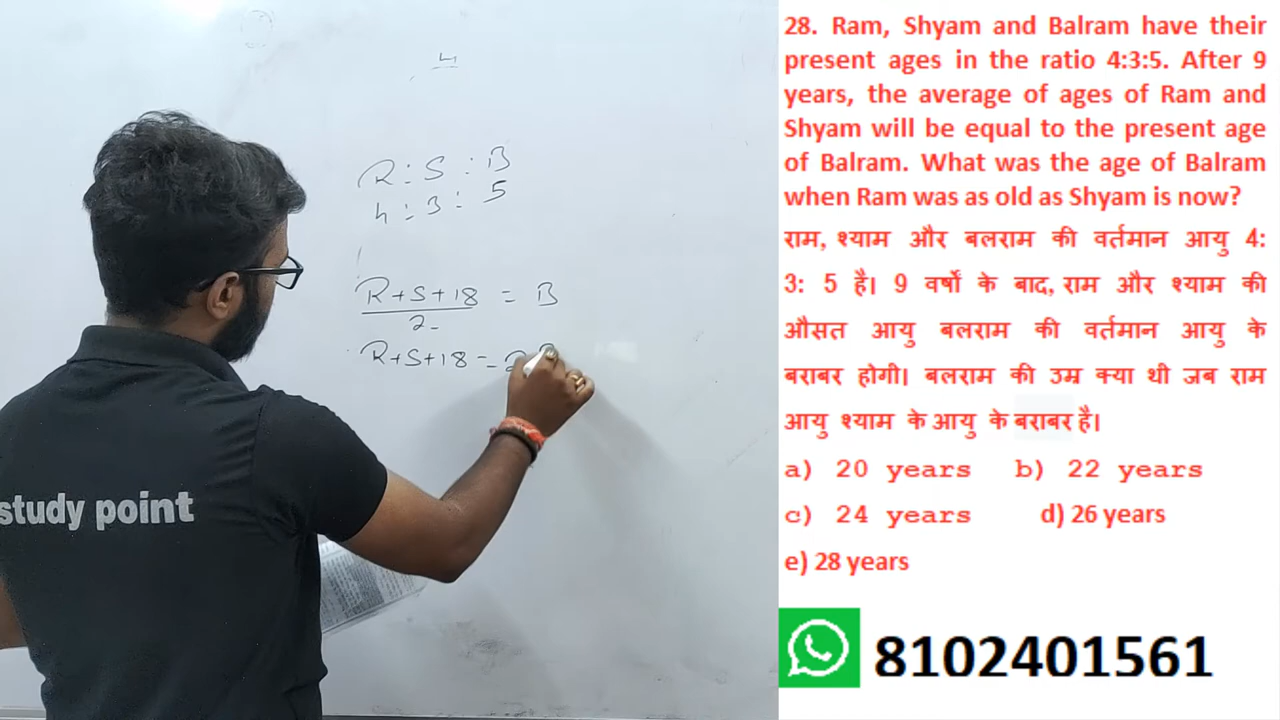 R : S : B
4 : 3 : 5
R+S+18 = B
2
R+S+18 = 2B
study point
28. Ram, Shyam and Balram have their
present ages in the ratio 4:3:5. After 9
years, the average of ages of Ram and
Shyam will be equal to the present age
of Balram. What was the age of Balram
when Ram was as old as Shyam is now?
राम, श्याम और बलराम की वर्तमान आयु 4:
3: 5 है। 9 वर्षों के बाद, राम और श्याम की
औसत आयु बलराम की वर्तमान आयु के
बराबर होगी। बलराम की उम्र क्या थी जब राम
आयु श्याम के आयु के बराबर है।
a) 20 years b) 22 years
c) 24 years d) 26 years
e) 28 years
8102401561